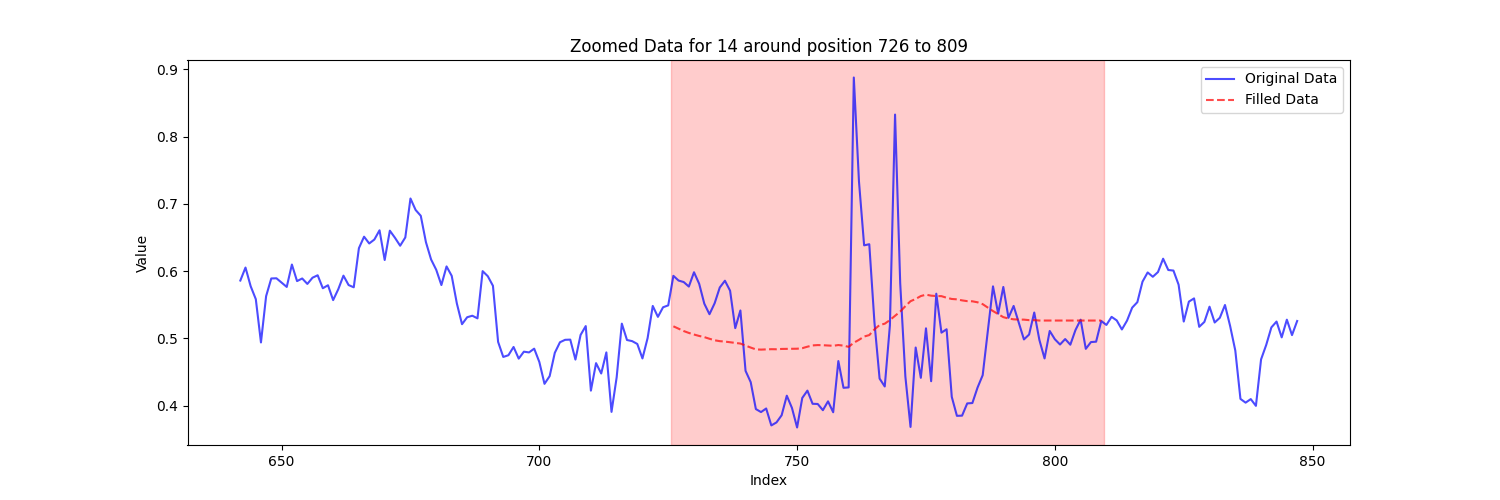 Zoomed Data for 14 around position 726 to 809
Original Data
Filled Data
Value
0.9
0.8
0.7
0.6
0.5
0.4
650 700 750 800 850
Index